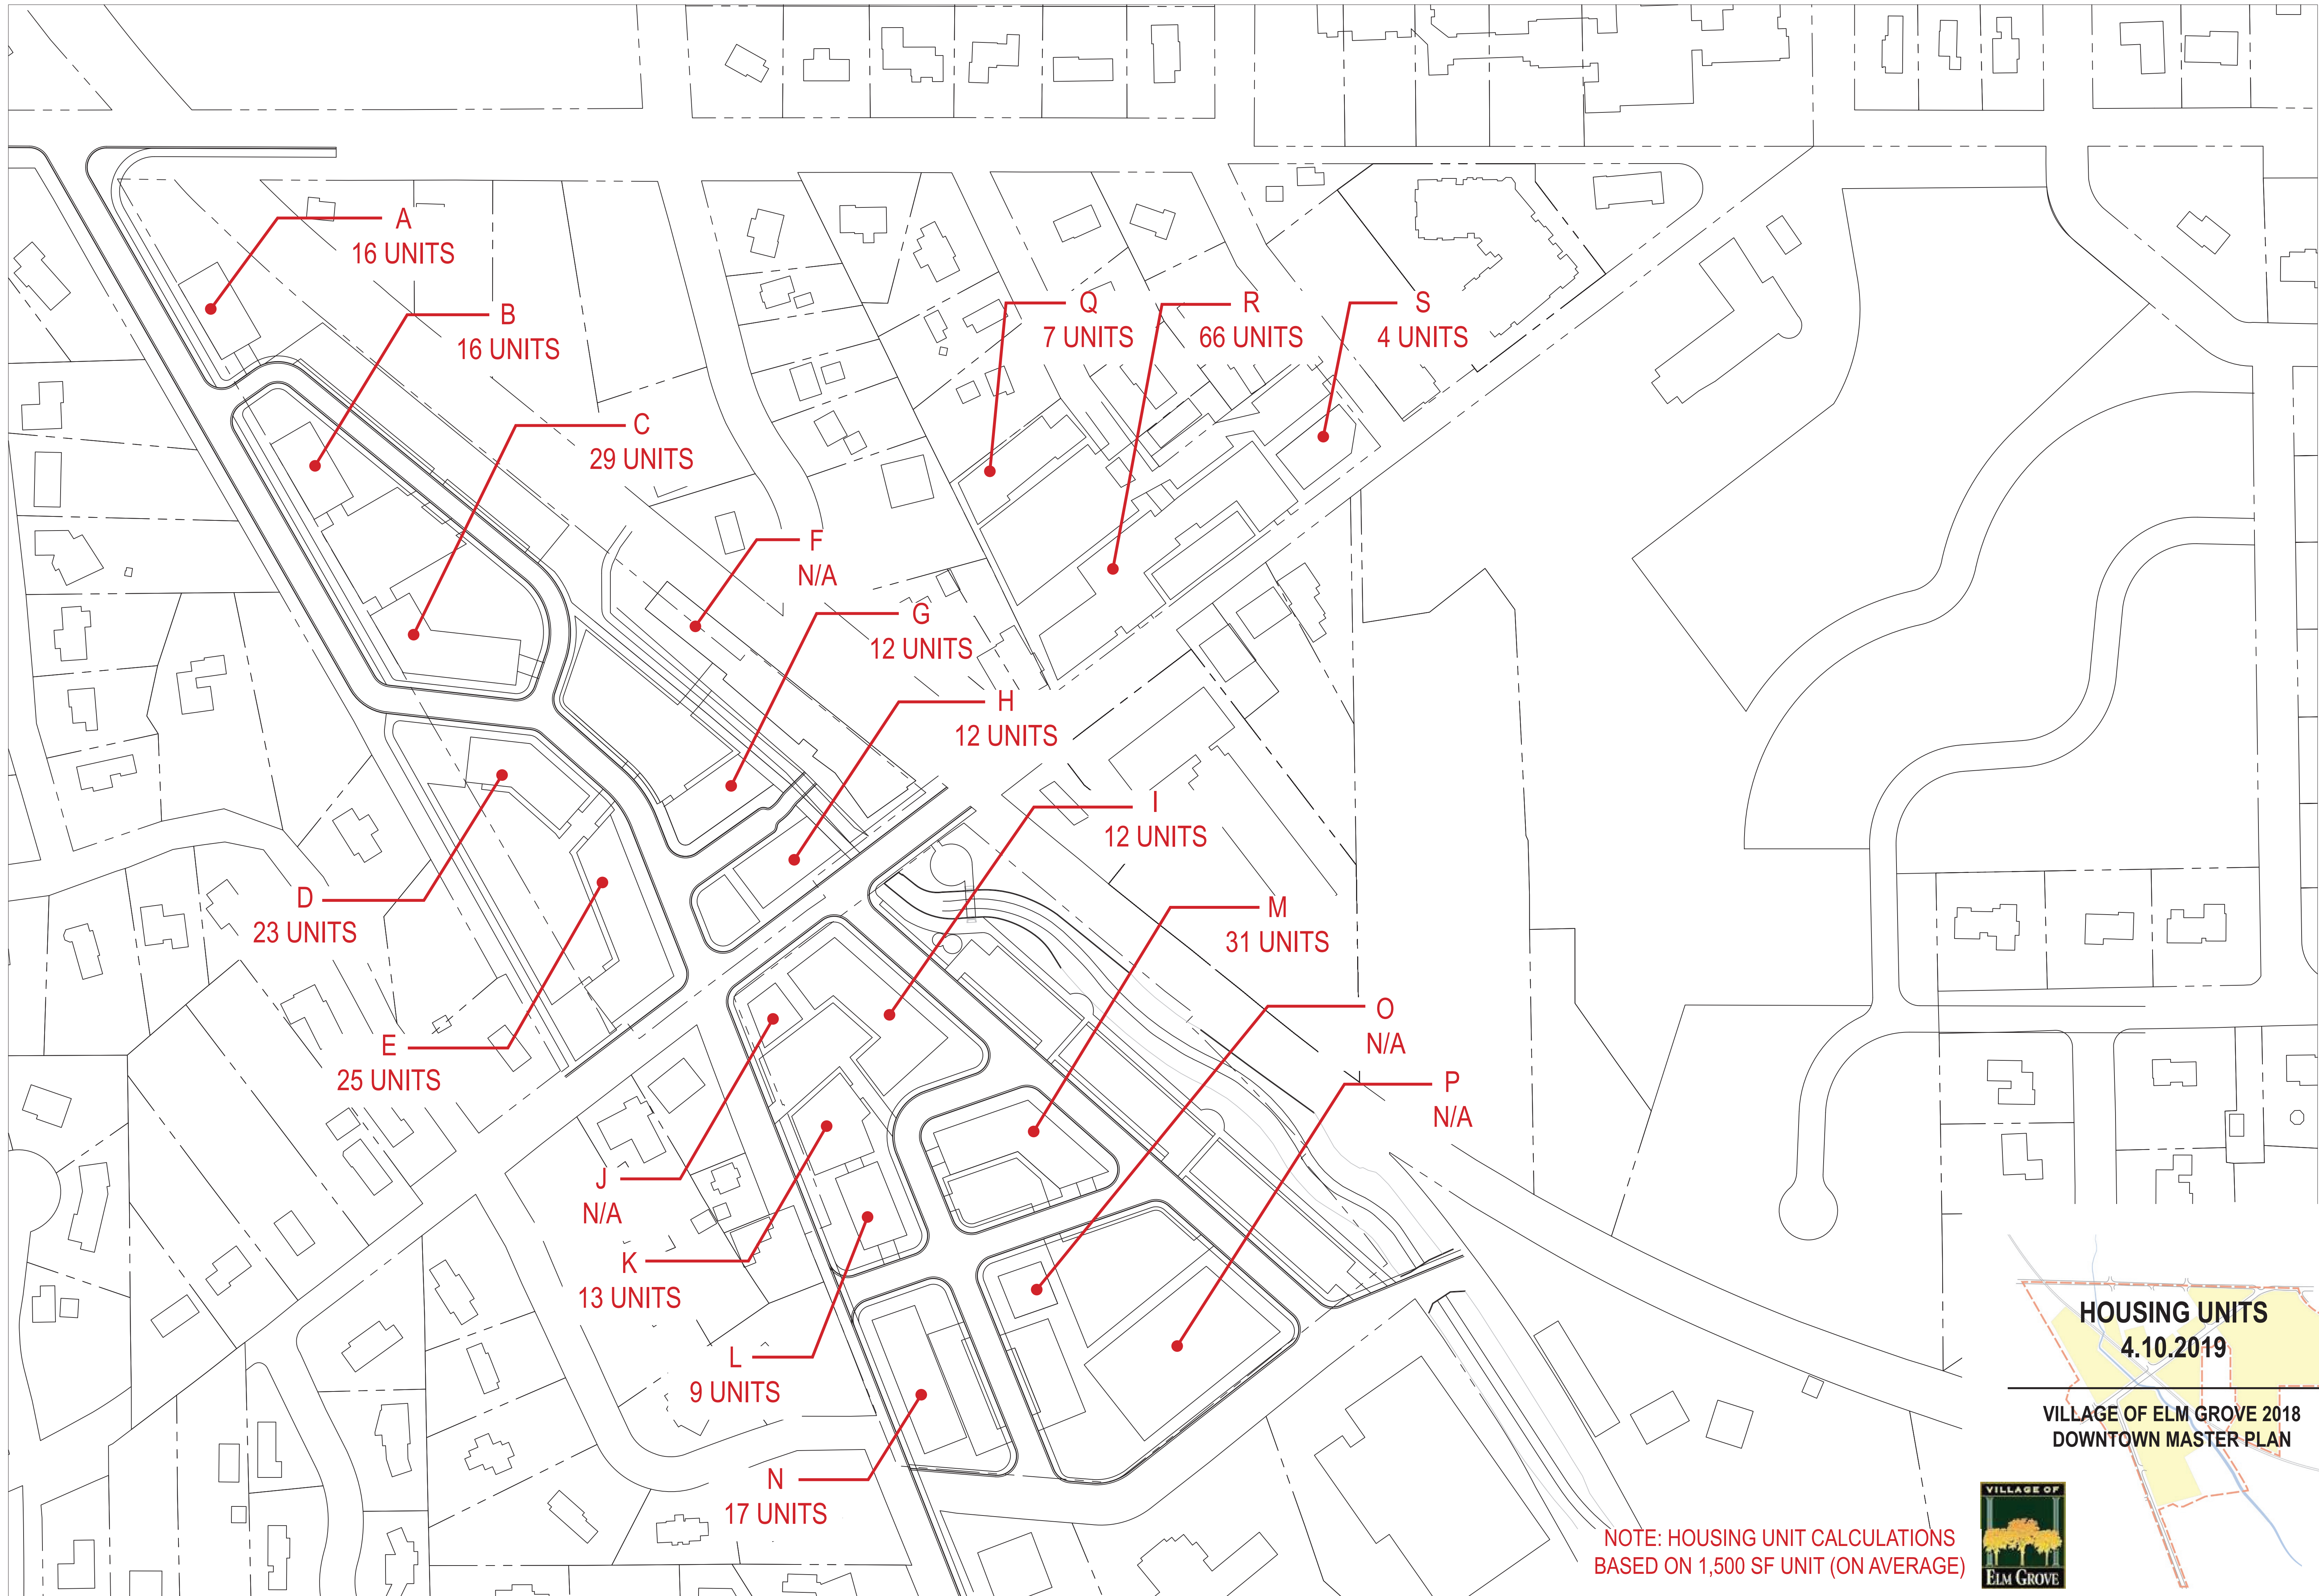 A
16 UNITS
B
16 UNITS
C
29 UNITS
Q
7 UNITS
R
66 UNITS
S
4 UNITS
F
N/A
G
12 UNITS
H
12 UNITS
I
12 UNITS
D
23 UNITS
M
31 UNITS
E
25 UNITS
O
N/A
P
N/A
J
N/A
K
13 UNITS
L
9 UNITS
N
17 UNITS
HOUSING UNITS
4.10.2019
VILLAGE OF ELM GROVE 2018
DOWNTOWN MASTER PLAN
NOTE: HOUSING UNIT CALCULATIONS
BASED ON 1,500 SF UNIT (ON AVERAGE)
VILLAGE OF
ELM GROVE